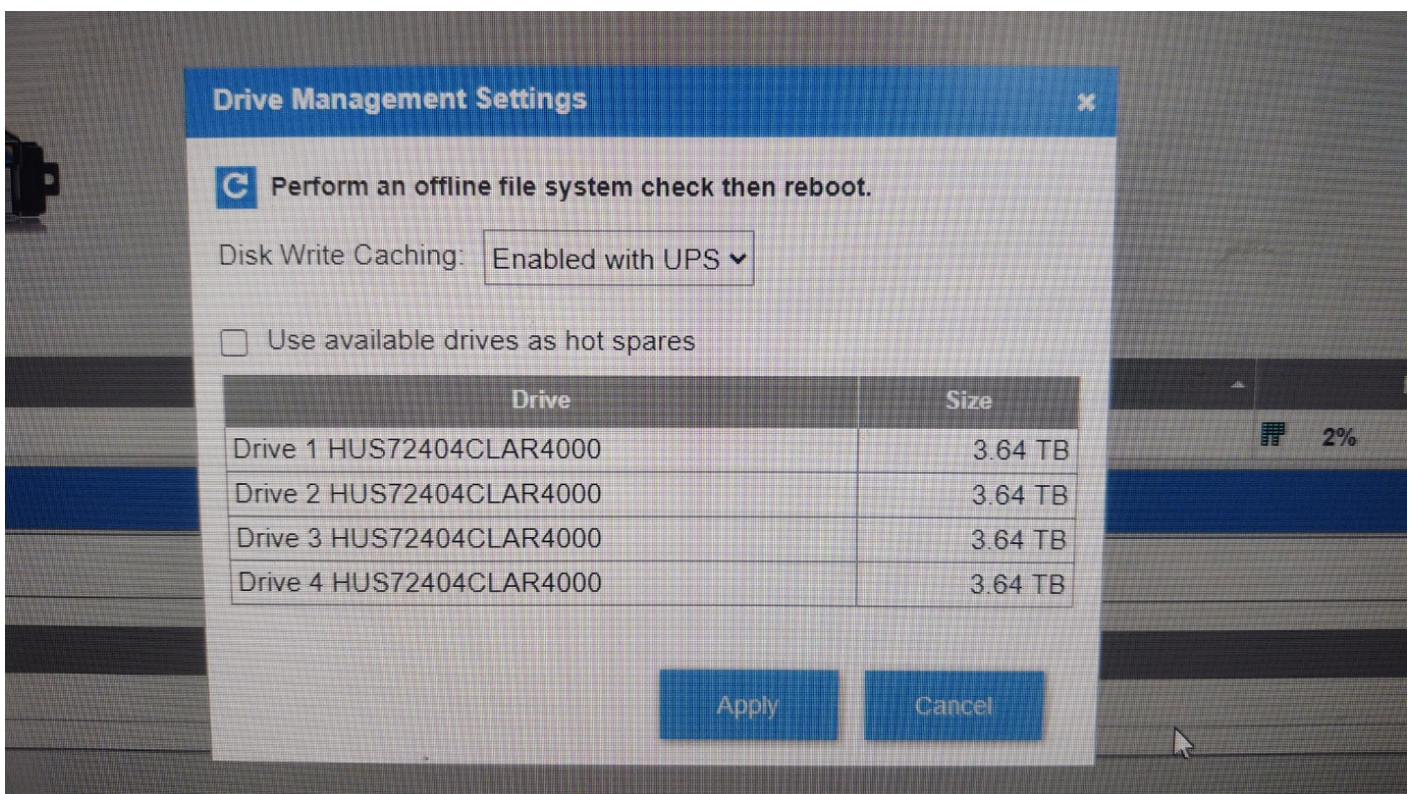 Drive Management Settings
Perform an offline file system check then reboot.
Disk Write Caching: Enabled with UPS
Use available drives as hot spares
Drive Size
Drive 1 HUS72404CLAR4000 3.64 TB
2%
Drive 2 HUS72404CLAR4000 3.64 TB
Drive 3 HUS72404CLAR4000 3.64 TB
Drive 4 HUS72404CLAR4000 3.64 TB
Apply Cancel